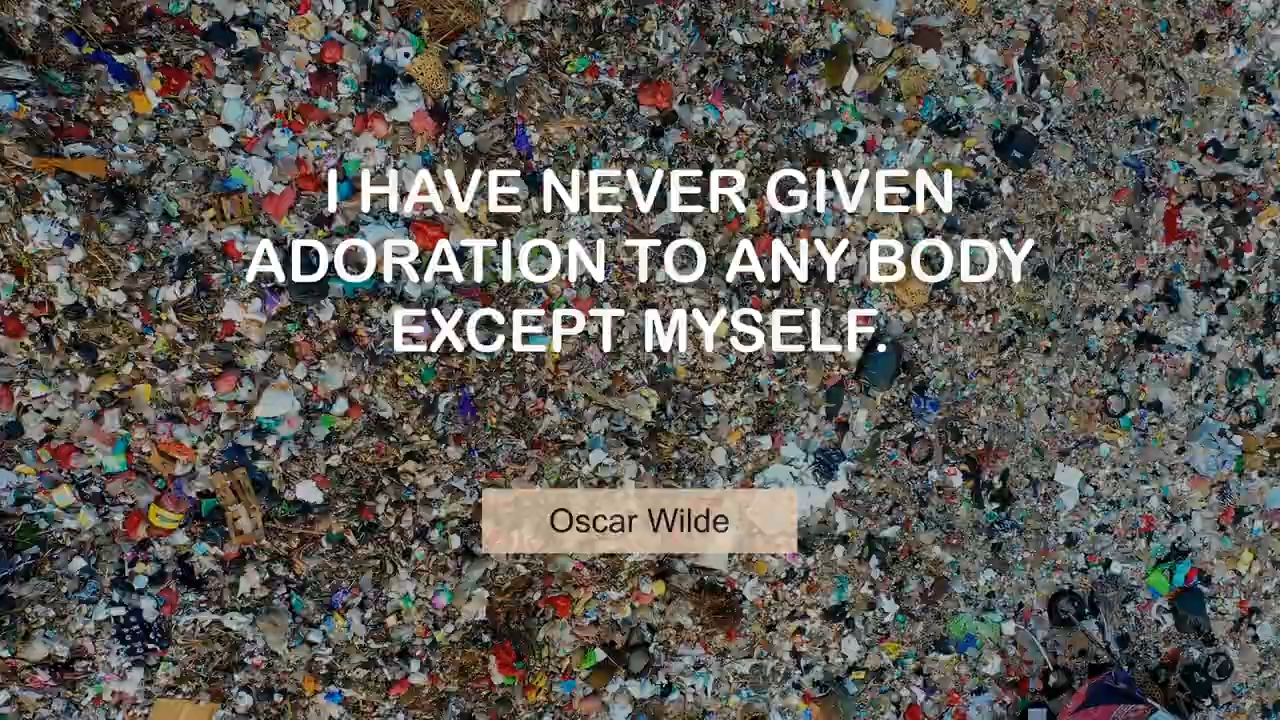 I HAVE NEVER GIVEN
ADORATION TO ANY BODY
EXCEPT MYSELF.
Oscar Wilde